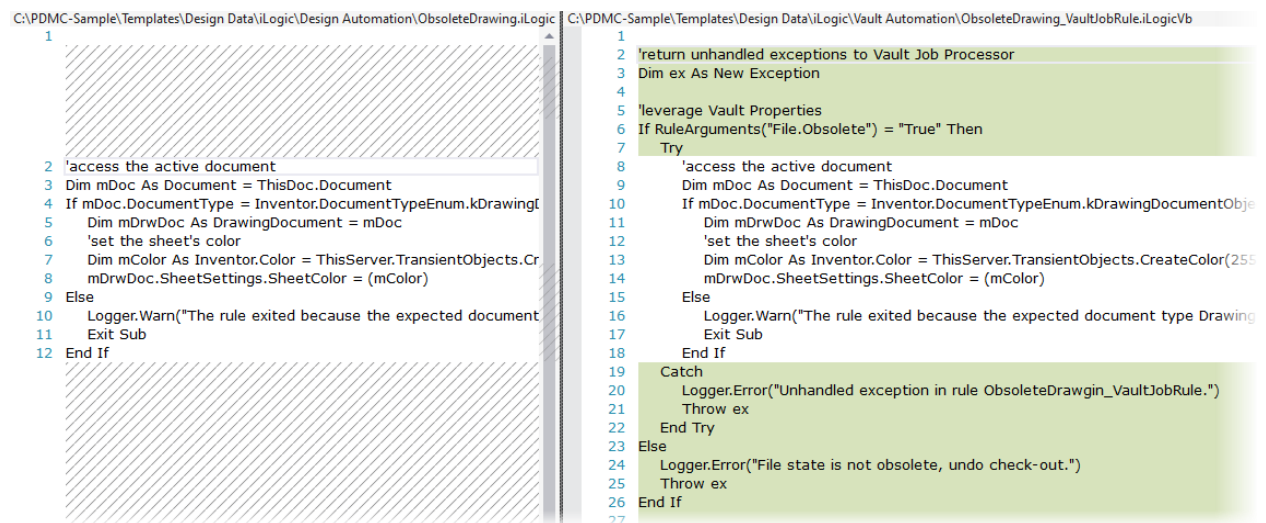 C:\PDMC-Sample\Templates\Design Data\iLogic\Design Automation\ObsoleteDrawing.iLogic
1
2 'access the active document
3 Dim mDoc As Document = ThisDoc.Document
4 If mDoc.DocumentType = Inventor.DocumentTypeEnum.kDrawingD
5 Dim mDrwDoc As DrawingDocument = mDoc
6 'set the sheet's color
7 Dim mColor As Inventor.Color = ThisServer.TransientObjects.Cr
8 mDrwDoc.SheetSettings.SheetColor = (mColor)
9 Else
10 Logger.Warn("The rule exited because the expected document
11 Exit Sub
12 End If
C:\PDMC-Sample\Templates\Design Data\iLogic\Vault Automation\ObsoleteDrawing_VaultJobRule.iLogicVb
1
2 'return unhandled exceptions to Vault Job Processor
3 Dim ex As New Exception
4
5 'leverage Vault Properties
6 If RuleArguments("File.Obsolete") = "True" Then
7 Try
8 'access the active document
9 Dim mDoc As Document = ThisDoc.Document
10 If mDoc.DocumentType = Inventor.DocumentTypeEnum.kDrawingDocumentObje
11 Dim mDrwDoc As DrawingDocument = mDoc
12 'set the sheet's color
13 Dim mColor As Inventor.Color = ThisServer.TransientObjects.CreateColor(255
14 mDrwDoc.SheetSettings.SheetColor = (mColor)
15 Else
16 Logger.Warn("The rule exited because the expected document type Drawing
17 Exit Sub
18 End If
19 Catch
20 Logger.Error("Unhandled exception in rule ObsoleteDrawgin_VaultJobRule.")
21 Throw ex
22 End Try
23 Else
24 Logger.Error("File state is not obsolete, undo check-out.")
25 Throw ex
26 End If
27